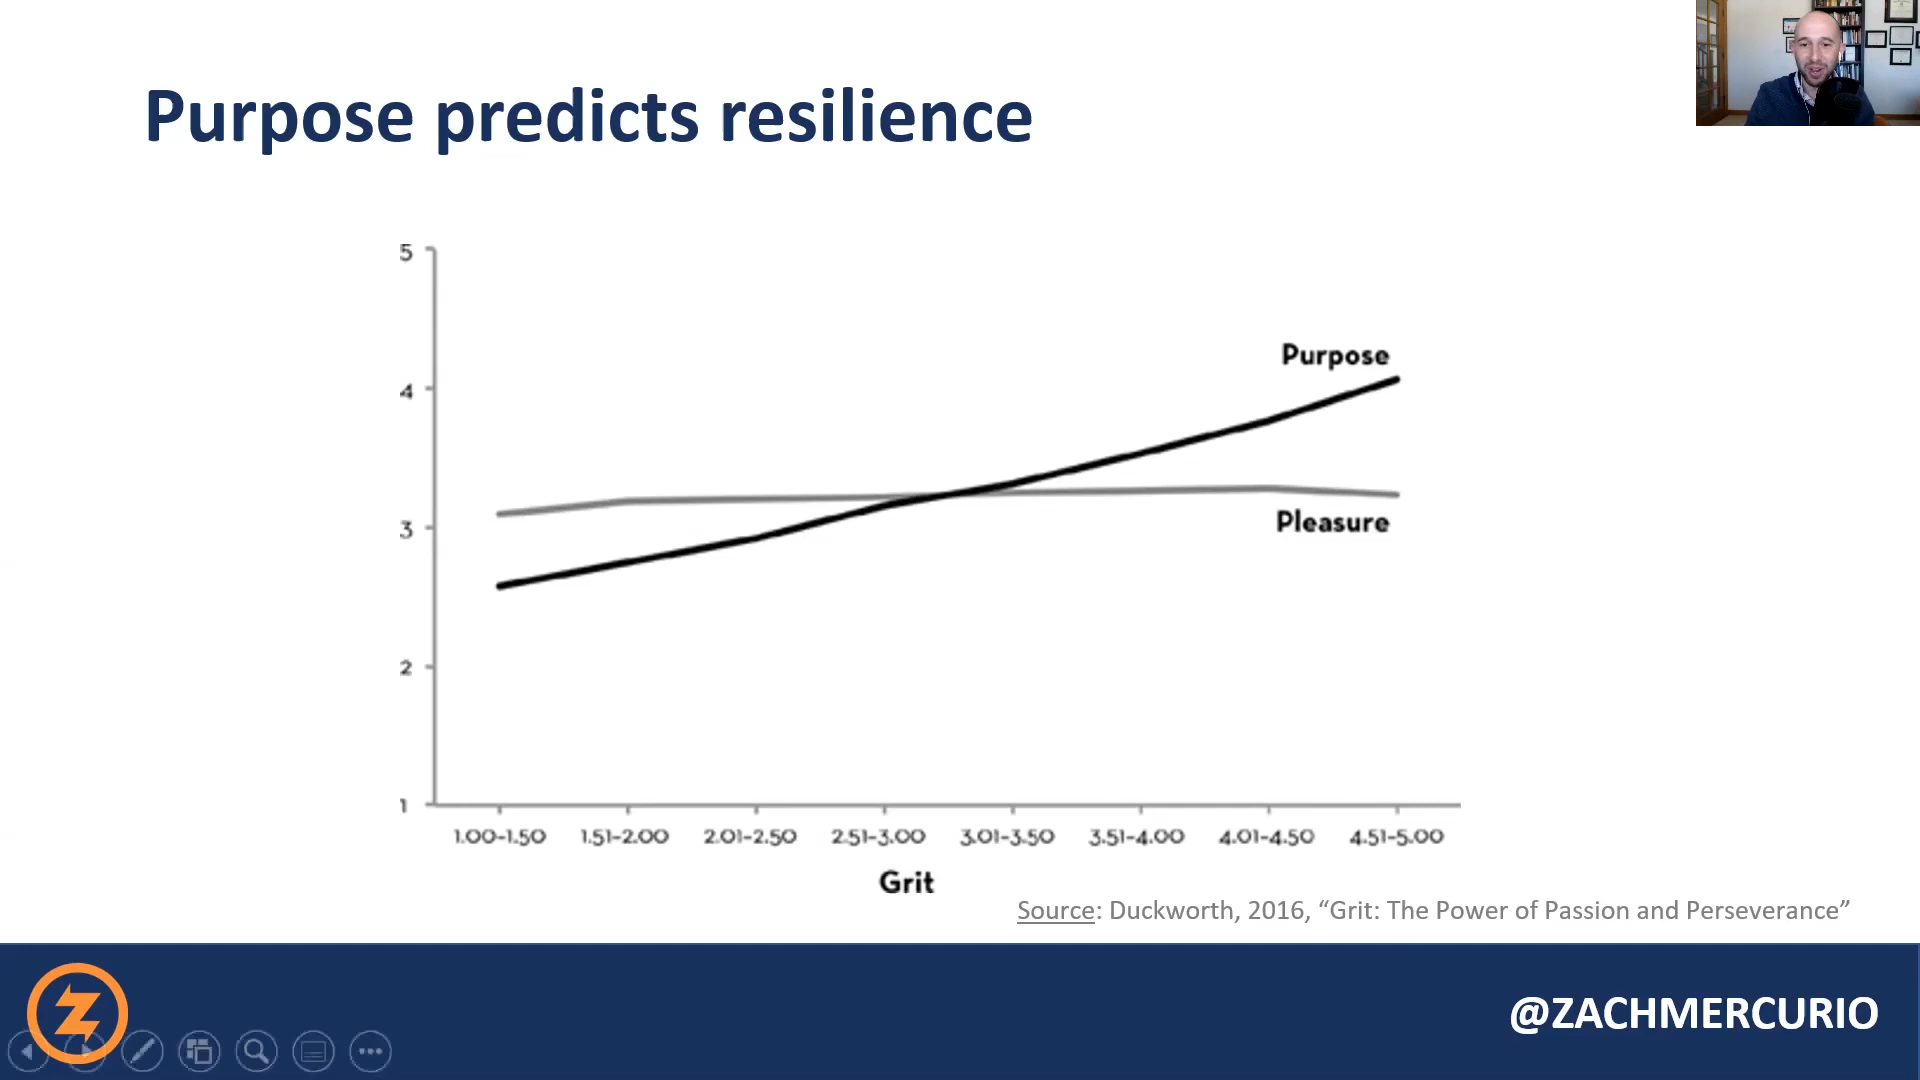 Purpose predicts resilience
5
4
3
2
1
Purpose
Pleasure
1.00–1.50 1.51–2.00 2.01–2.50 2.51–3.00 3.01–3.50 3.51–4.00 4.01–4.50 4.51–5.00
Grit
Source: Duckworth, 2016, “Grit: The Power of Passion and Perseverance”
@ZACHMERCURIO